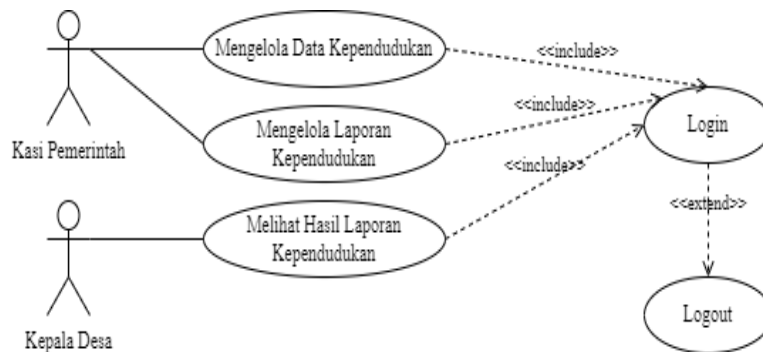 Mengelola Data Kependudukan
<<include>>
Kasi Pemerintah
Mengelola Laporan
Kependudukan
<<include>>
Login
<<include>>
Melihat Hasil Laporan
Kependudukan
<<extend>>
Kepala Desa
Logout